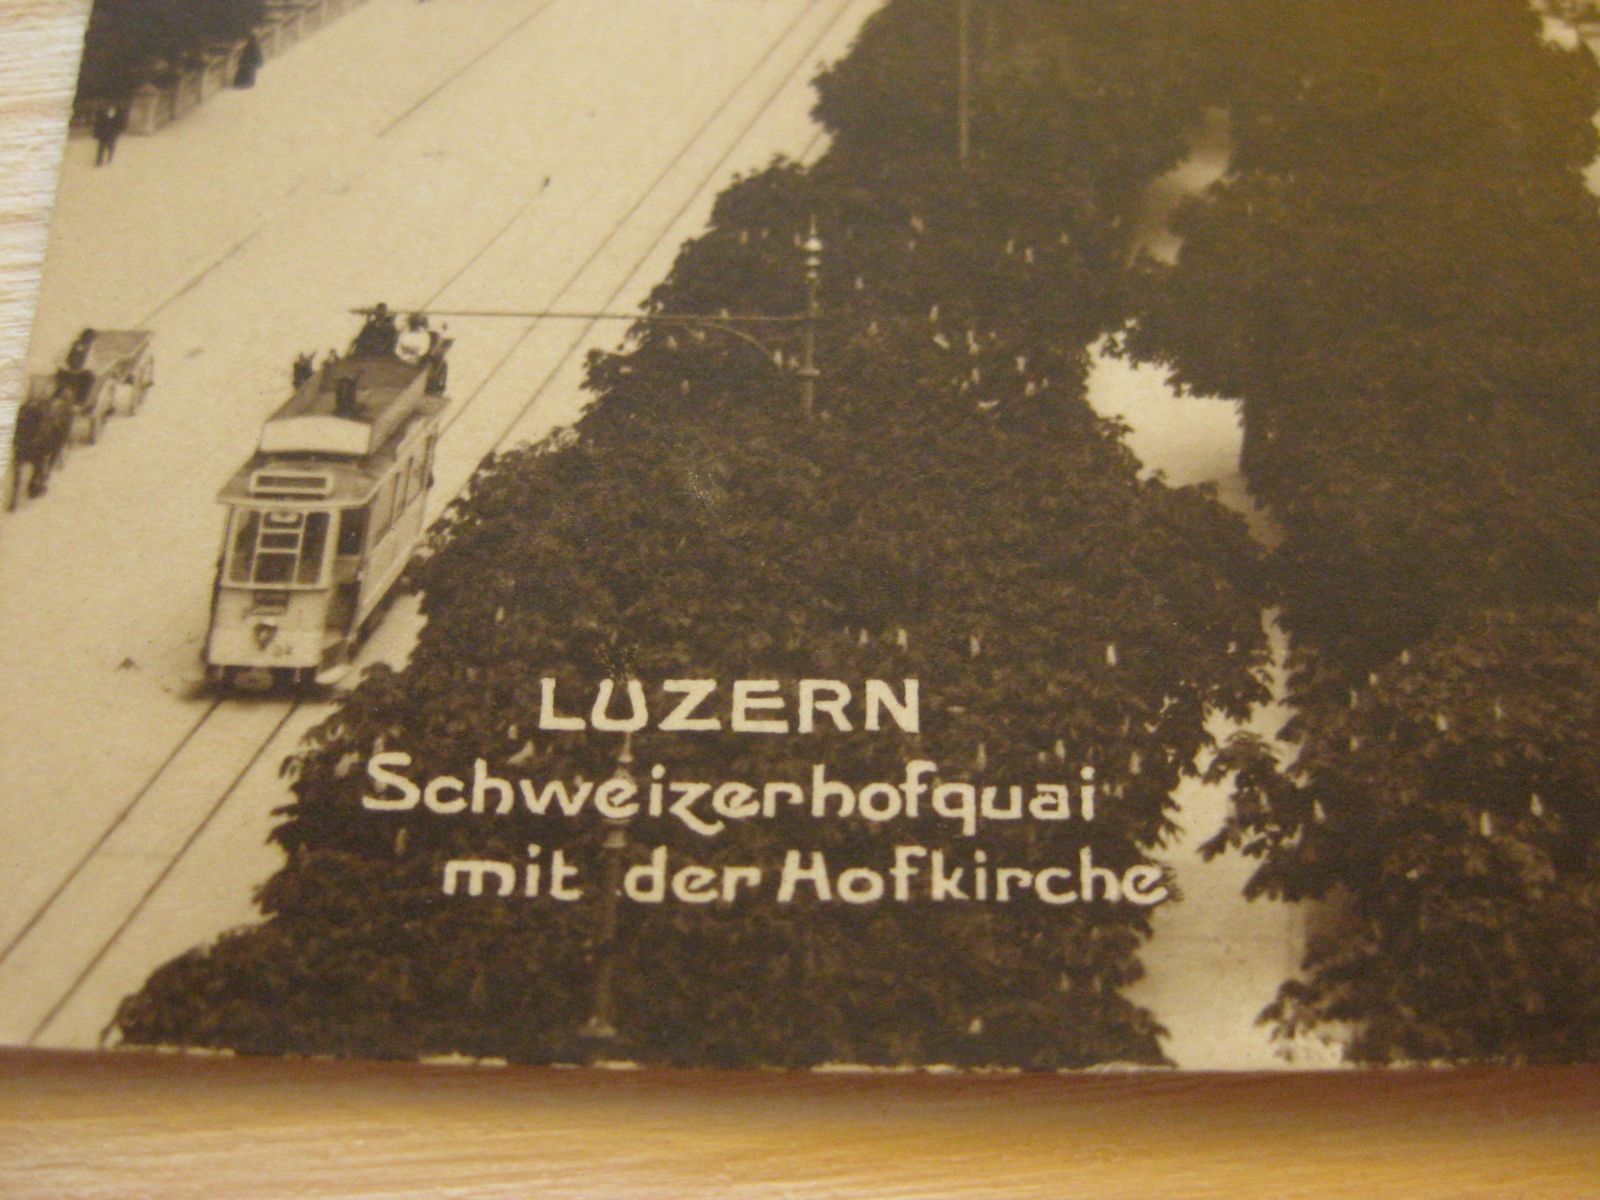 LUZERN
Schweizerhofquai
mit der Hofkirche